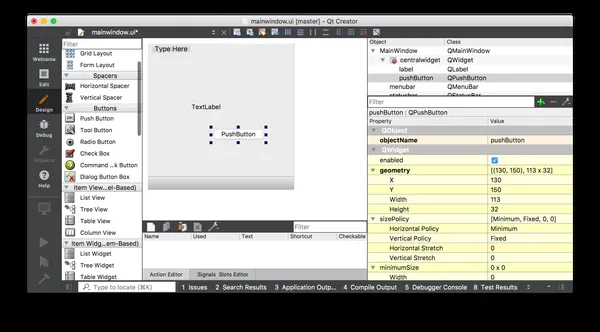 mainwindow.ui [master] - Qt Creator
Filter
mainwindow.ui*
Object Class
MainWindow QMainWindow
centralwidget QWidget
label QLabel
pushButton QPushButton
menubar QMenuBar
statusbar QStatusBar
Welcome
Edit
Design
Debug
Projects
Help
Grid Layout
Form Layout
Spacers
Horizontal Spacer
Vertical Spacer
Buttons
Push Button
Tool Button
Radio Button
Check Box
Command ...k Button
Dialog Button Box
Item View...el-Based)
List View
Tree View
Table View
Column View
Item Widg...em-Based)
List Widget
Tree Widget
Table Widget
Type Here
TextLabel
PushButton
Filter
Name Used Text Shortcut Checkable
Action Editor Signals Slots Editor
Filter
pushButton : QPushButton
Property Value
QObject
objectName pushButton
QWidget
enabled
geometry [(130, 150), 113 x 32]
X 130
Y 150
Width 113
Height 32
sizePolicy [Minimum, Fixed, 0, 0]
Horizontal Policy Minimum
Vertical Policy Fixed
Horizontal Stretch 0
Vertical Stretch 0
minimumSize 0 x 0
Width 0
Type to locate (⌘K)
1 Issues 2 Search Results 3 Application Outp... 4 Compile Output 5 Debugger Console 8 Test Results